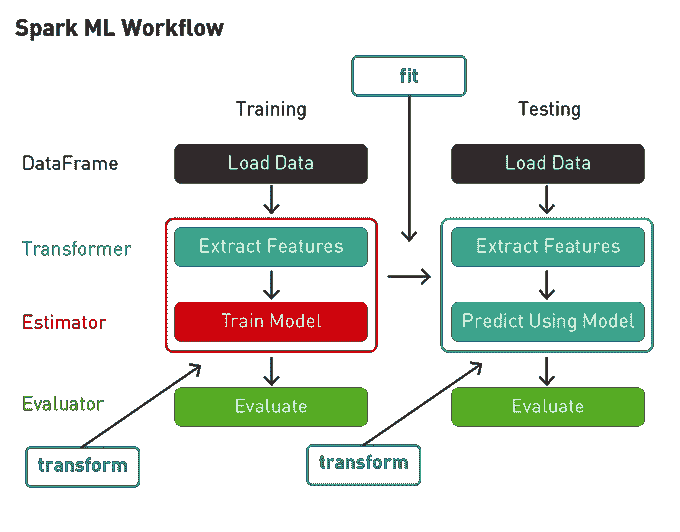 Spark ML Workflow
fit
Training
Testing
DataFrame
Load Data
Load Data
Transformer
Extract Features
Extract Features
Estimator
Train Model
Predict Using Model
Evaluator
Evaluate
Evaluate
transform
transform